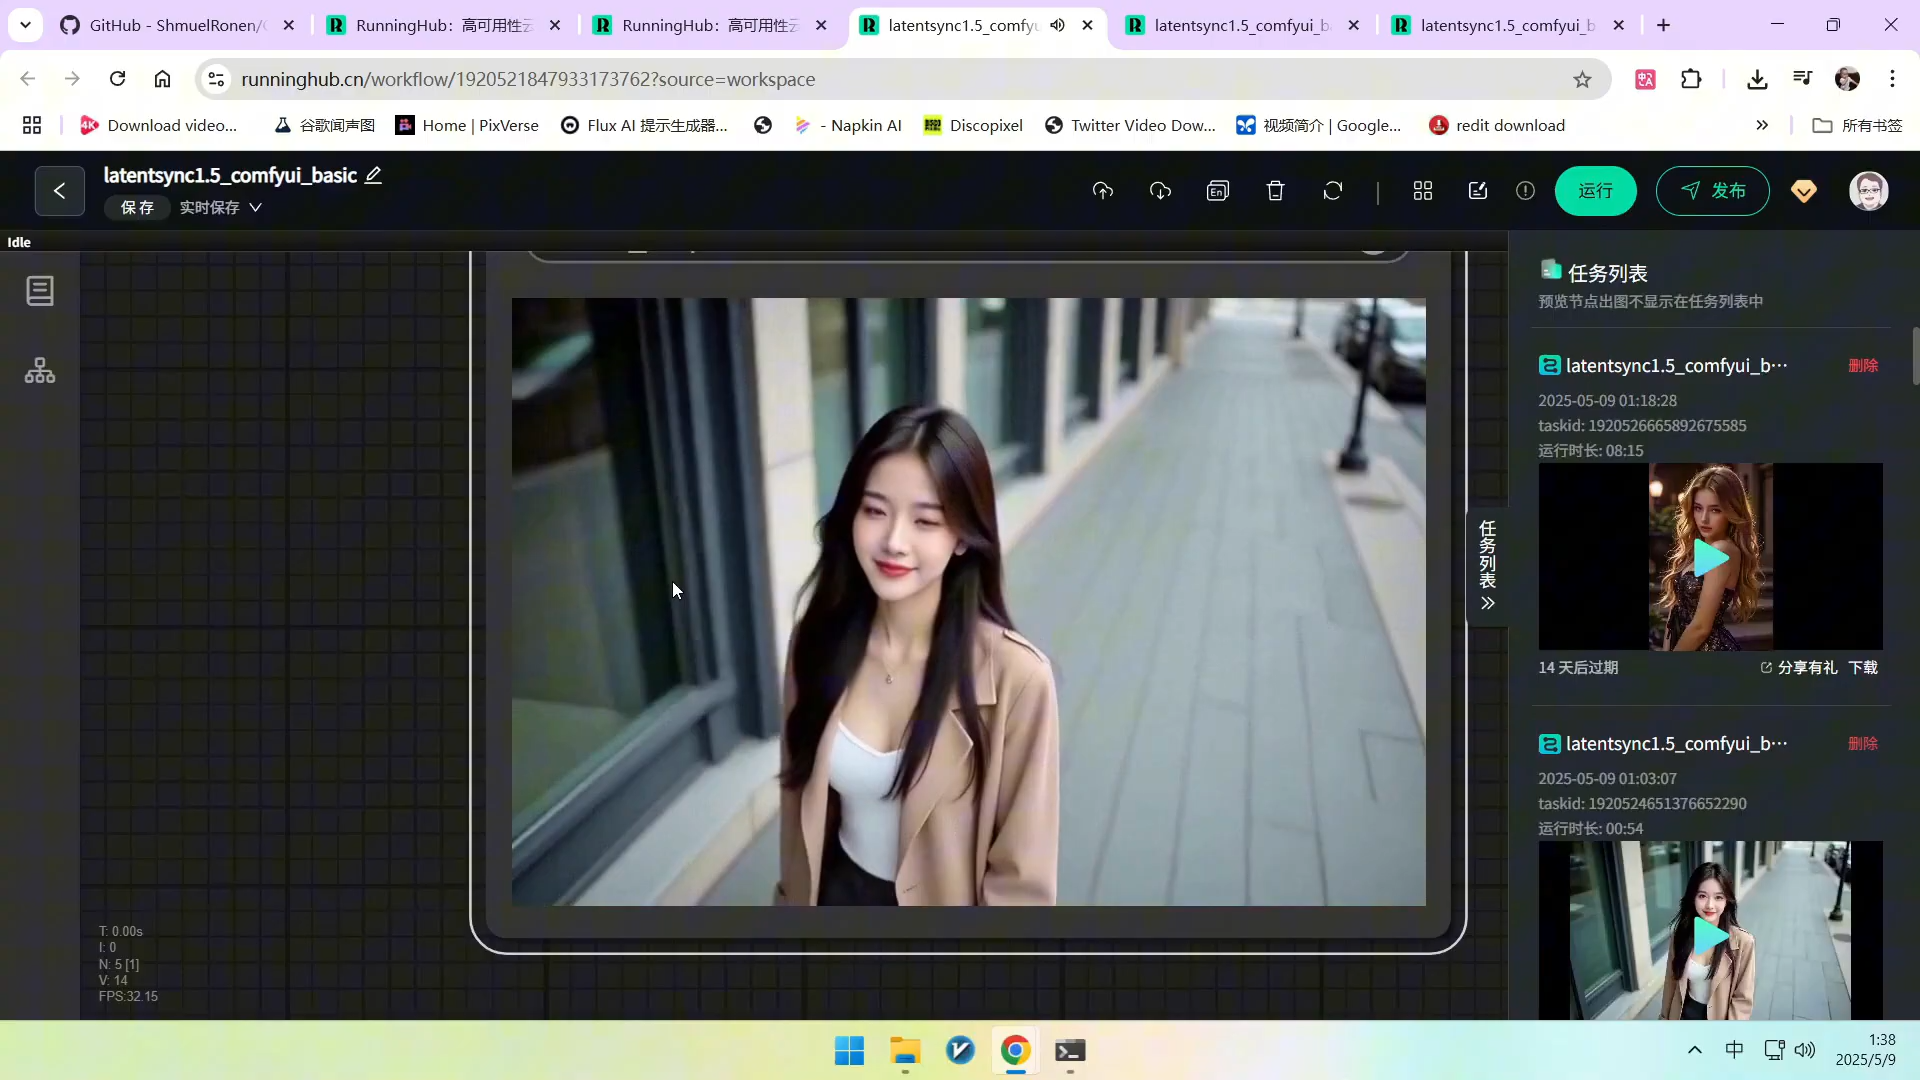 GitHub - ShmuelRonen/
RunningHub: 高可用性云
RunningHub: 高可用性云
latentsync1.5_comfyu
latentsync1.5_comfyui_b
latentsync1.5_comfyui_b
runninghub.cn/workflow/1920521847933173762?source=workspace
Download video...
谷歌闻声图
Home | PixVerse
Flux AI 提示生成器...
- Napkin AI
Discopixel
Twitter Video Dow...
视频简介 | Google...
redit download
所有书签
latentsync1.5_comfyui_basic
保存
实时保存
En
运行
发布
Idle
任务列表
预览节点出图不显示在任务列表中
latentsync1.5_comfyui_b···
删除
2025-05-09 01:18:28
taskid: 1920526665892675585
运行时长: 08:15
14 天后过期
分享有礼
下载
任务列表
latentsync1.5_comfyui_b···
删除
2025-05-09 01:03:07
taskid: 1920524651376652290
运行时长: 00:54
T: 0.00s
I: 0
N: 5 [1]
V: 14
FPS:32.15
中
1:38
2025/5/9